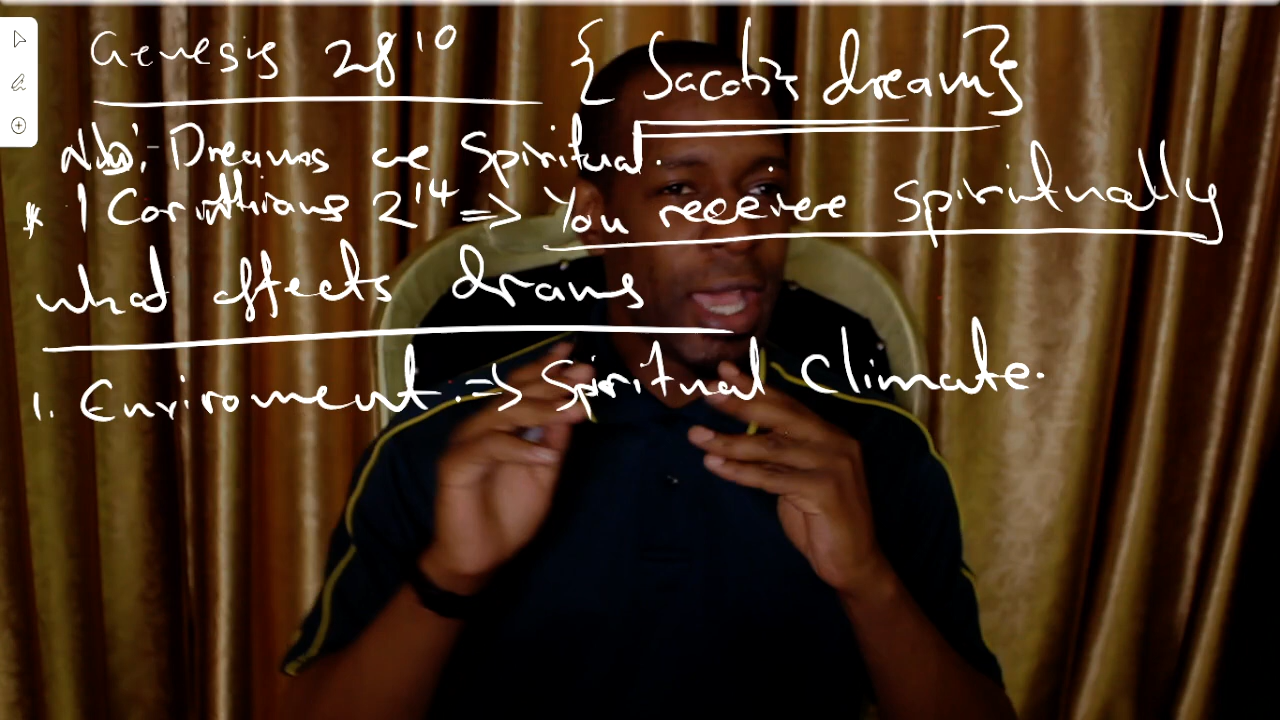 Genesis 28¹⁰ {Jacob's dream}
Nb:- Dreams are Spiritual.
* 1 Corinthians 2¹⁴ => You receive spiritually
what affects drams
1. Enviroment. => Spiritual Climate.